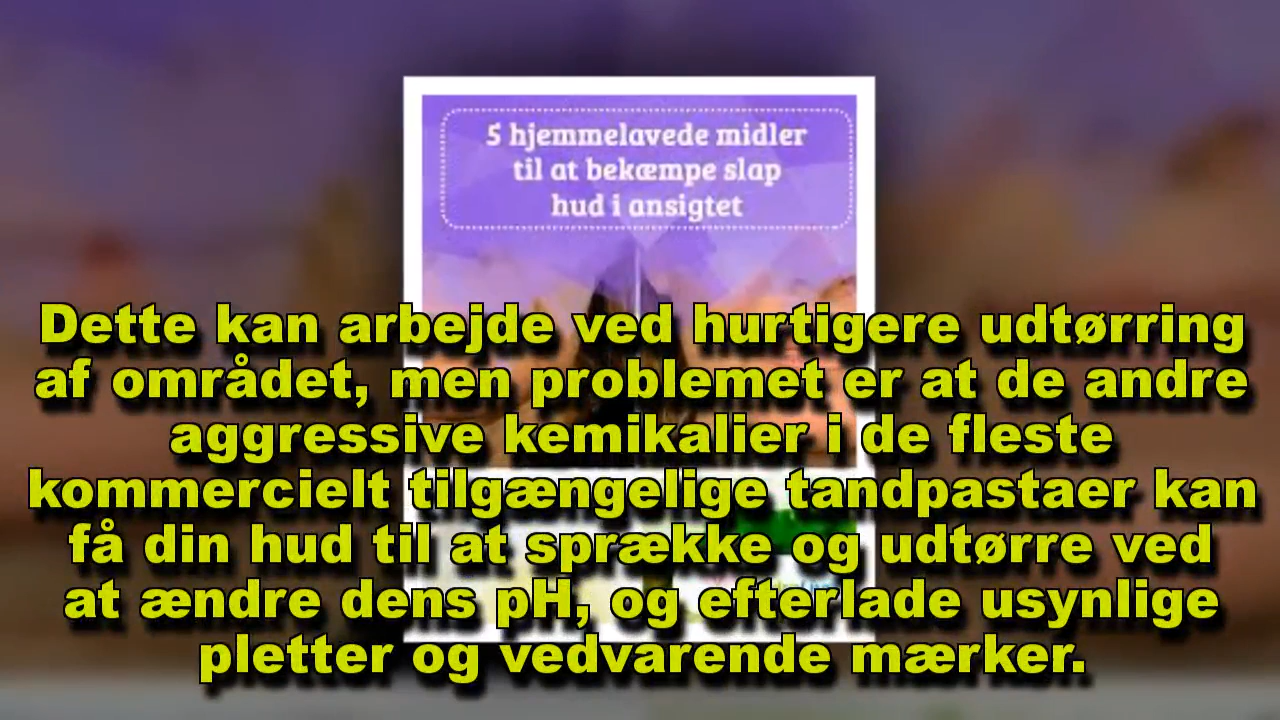 5 hjemmelavede midler
til at bekæmpe slap
hud i ansigtet
Dette kan arbejde ved hurtigere udtørring
af området, men problemet er at de andre
aggressive kemikalier i de fleste
kommercielt tilgængelige tandpastaer kan
få din hud til at sprække og udtørre ved
at ændre dens pH, og efterlade usynlige
pletter og vedvarende mærker.